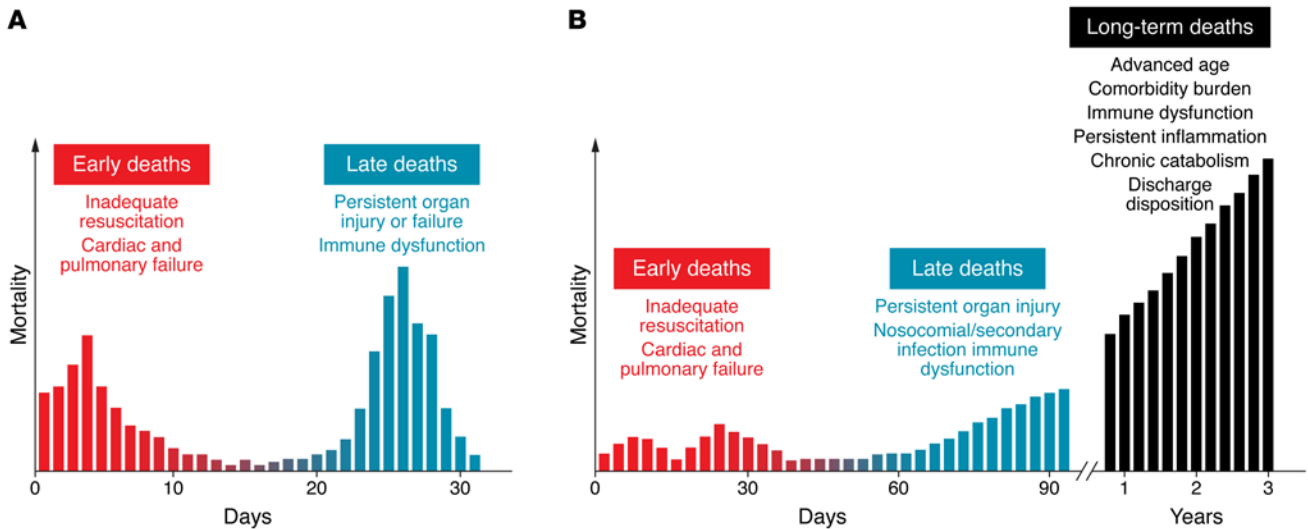 A
Early deaths
Inadequate
resuscitation
Cardiac and
pulmonary failure
Late deaths
Persistent organ
injury or failure
Immune dysfunction
Mortality
0
10
20
30
Days
B
Long-term deaths
Advanced age
Comorbidity burden
Immune dysfunction
Persistent inflammation
Chronic catabolism
Discharge
disposition
Early deaths
Inadequate
resuscitation
Cardiac and
pulmonary failure
Late deaths
Persistent organ injury
Nosocomial/secondary
infection immune
dysfunction
Mortality
0
30
60
90
1
2
3
Days
Years